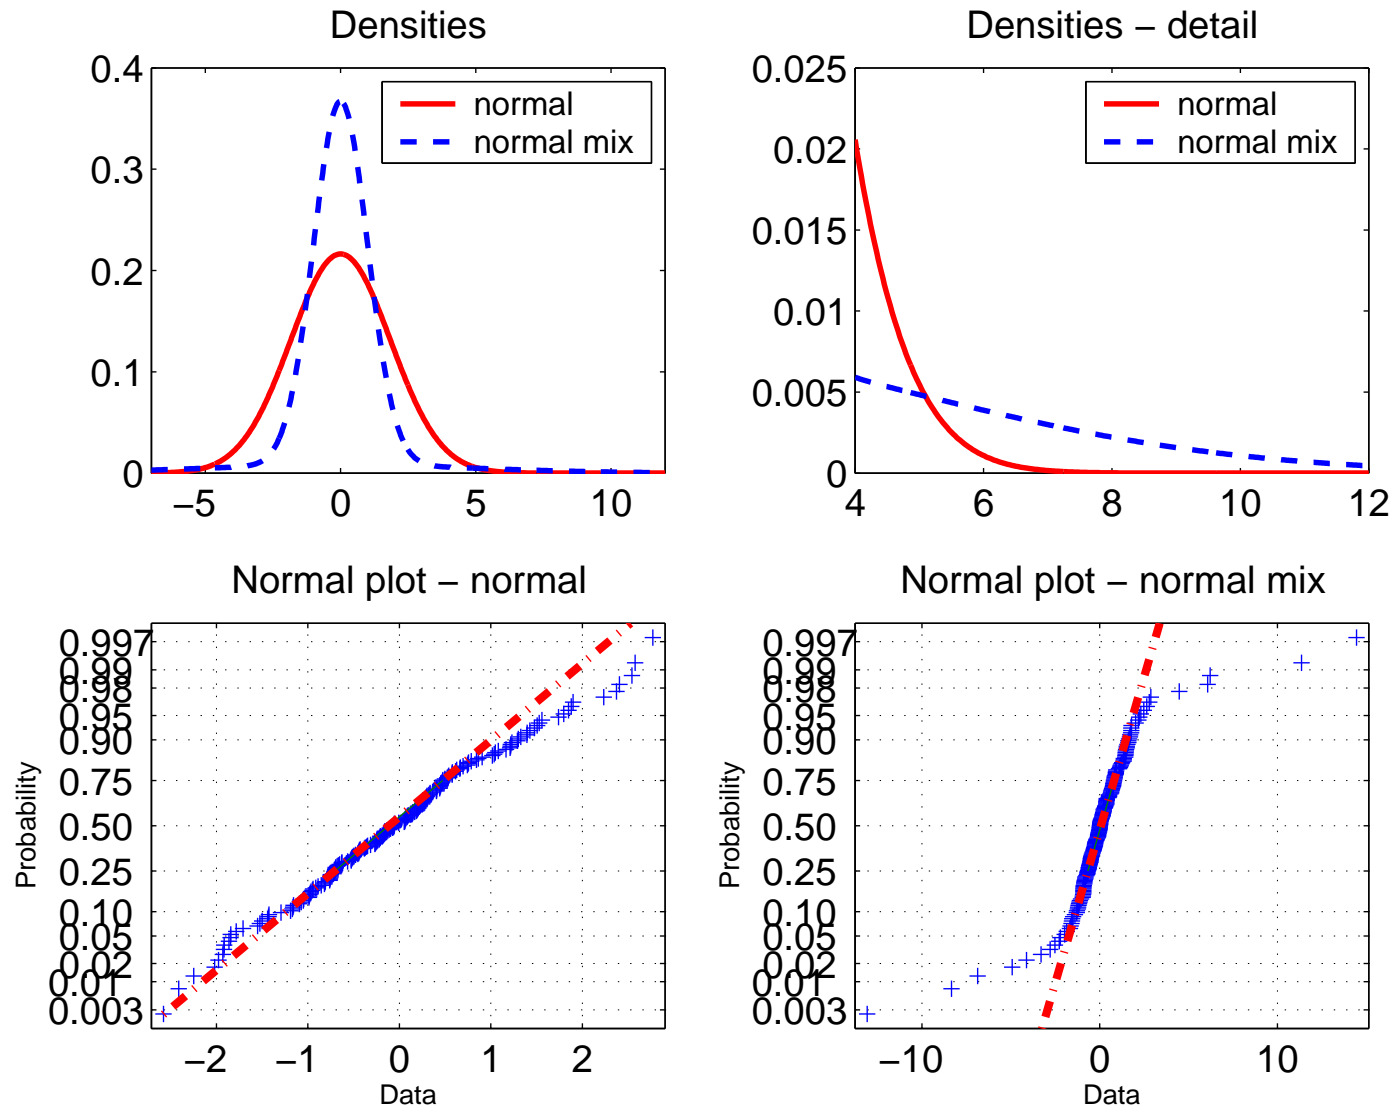 Densities
0.4
0.3
0.2
0.1
0
−5 0 5 10
normal
normal mix
Densities − detail
0.025
0.02
0.015
0.01
0.005
0
4 6 8 10 12
normal
normal mix
Normal plot − normal
0.997
0.99
0.98
0.95
0.90
0.75
0.50
0.25
0.10
0.05
0.02
0.01
0.003
Probability
−2 −1 0 1 2
Data
Normal plot − normal mix
0.997
0.99
0.98
0.95
0.90
0.75
0.50
0.25
0.10
0.05
0.02
0.01
0.003
Probability
−10 0 10
Data